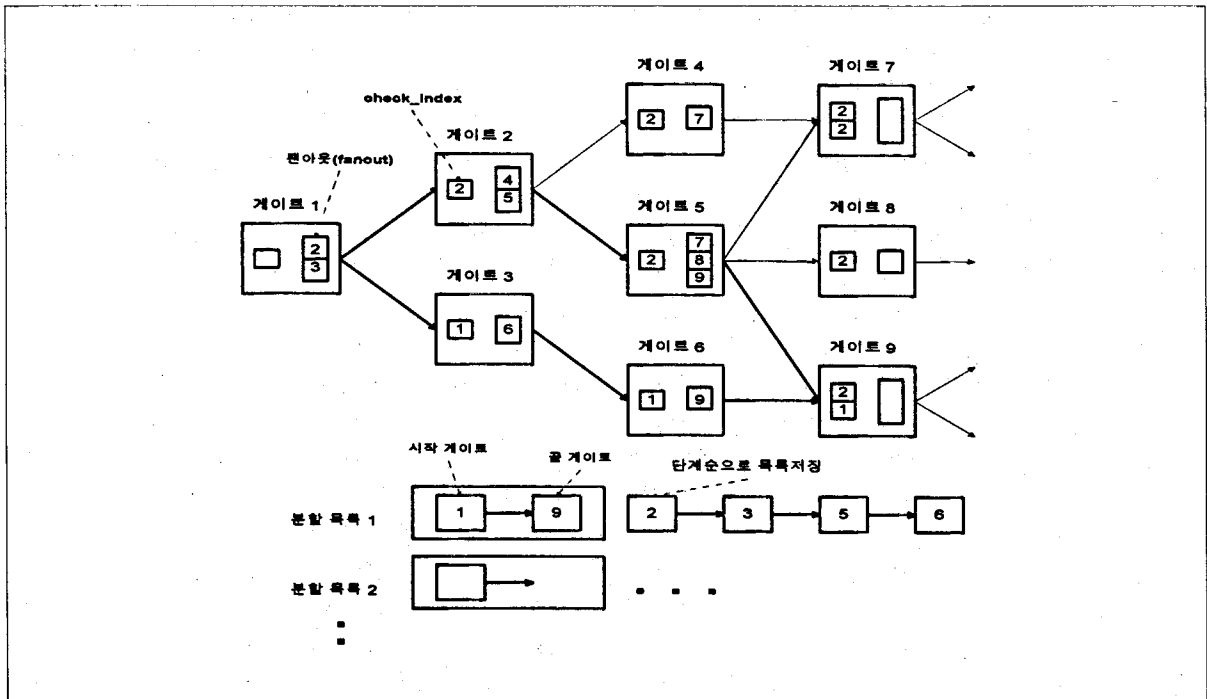 게이트 4
게이트 7
check_index
게이트 2
2
7
2
2
팬아웃(fanout)
2
4
5
게이트 1
게이트 5
게이트 8
2
3
2
7
8
9
2
게이트 3
1
6
게이트 6
게이트 9
1
9
2
1
시작 게이트
끝 게이트
단계순으로 목록저장
분할 목록 1
1
9
2
3
5
6
분할 목록 2